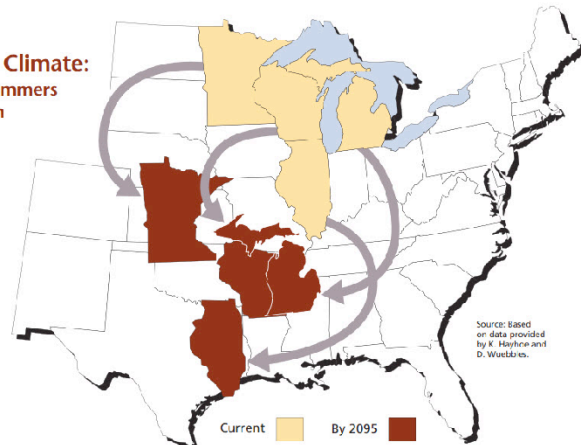 Climate:
mmers
Source: Based
on data provided
by K. Hayhoe and
D. Wuebbles.
Current
By 2095